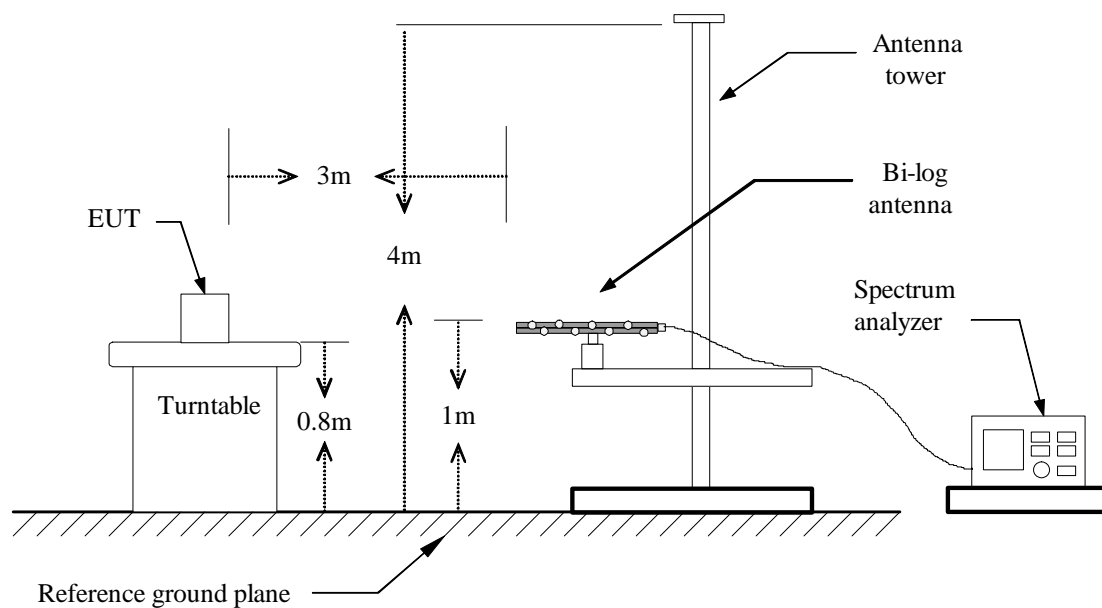 Antenna
tower
3m
Bi-log
antenna
EUT
4m
Spectrum
analyzer
Turntable
0.8m
1m
Reference ground plane